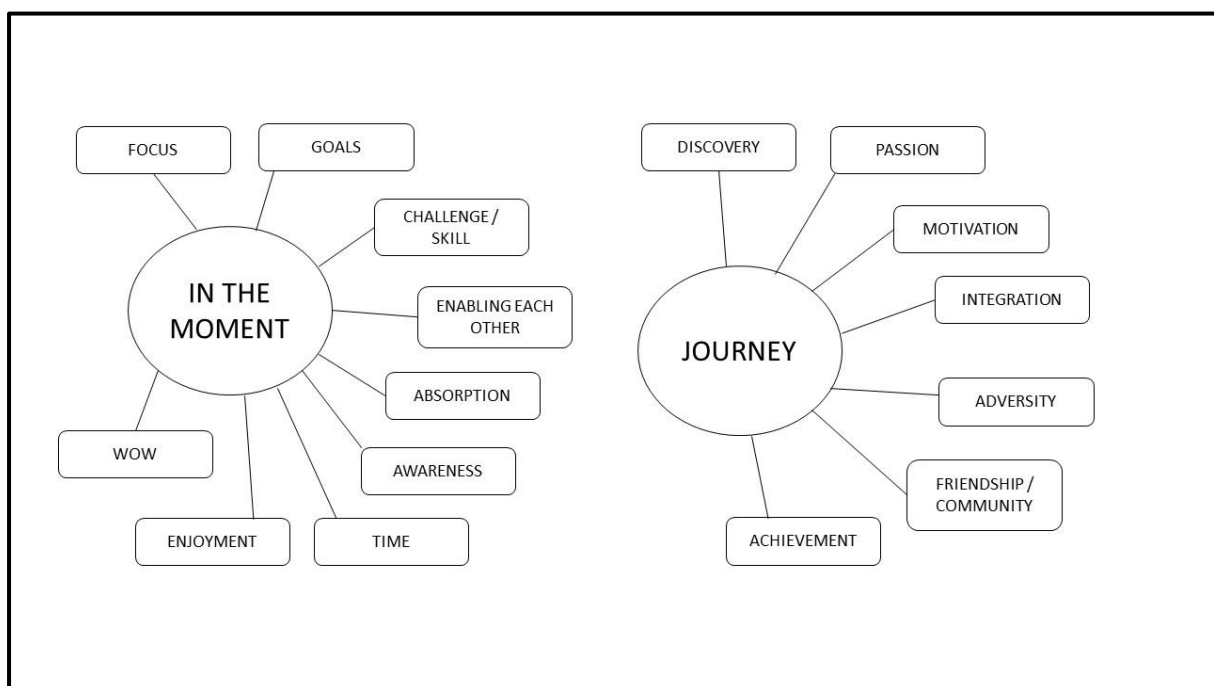 FOCUS
GOALS
CHALLENGE /
SKILL
ENABLING EACH
OTHER
ABSORPTION
AWARENESS
TIME
ENJOYMENT
WOW
IN THE
MOMENT
DISCOVERY
PASSION
MOTIVATION
INTEGRATION
ADVERSITY
FRIENDSHIP /
COMMUNITY
ACHIEVEMENT
JOURNEY